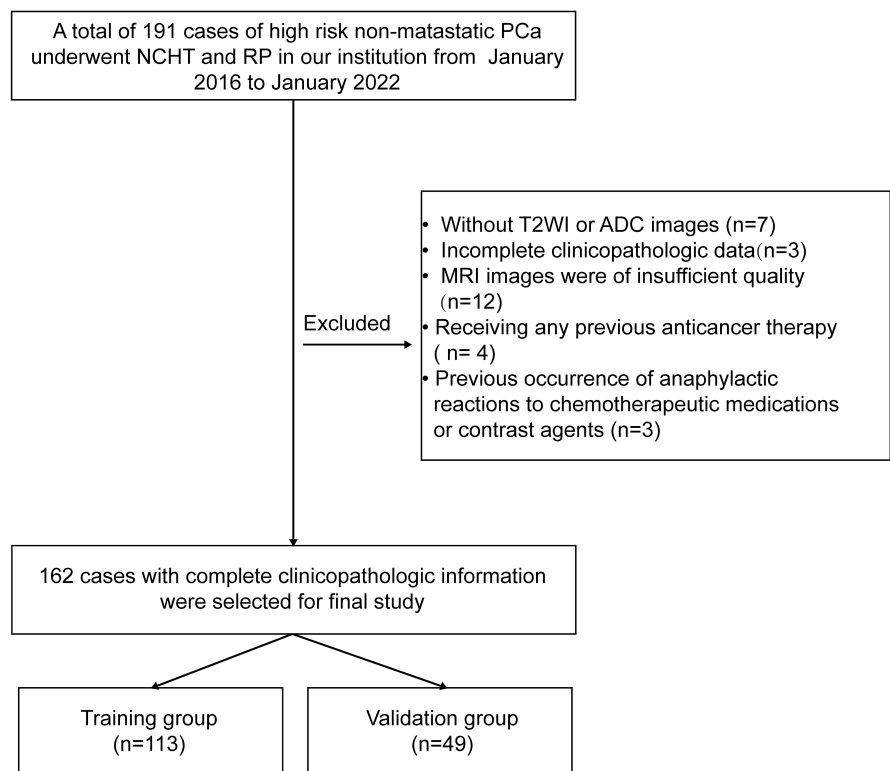 A total of 191 cases of high risk non-matastatic PCa
underwent NCHT and RP in our institution from January
2016 to January 2022
• Without T2WI or ADC images (n=7)
• Incomplete clinicopathologic data(n=3)
• MRI images were of insufficient quality
(n=12)
Excluded
• Receiving any previous anticancer therapy
( n= 4)
• Previous occurrence of anaphylactic
reactions to chemotherapeutic medications
or contrast agents (n=3)
162 cases with complete clinicopathologic information
were selected for final study
Training group
(n=113)
Validation group
(n=49)